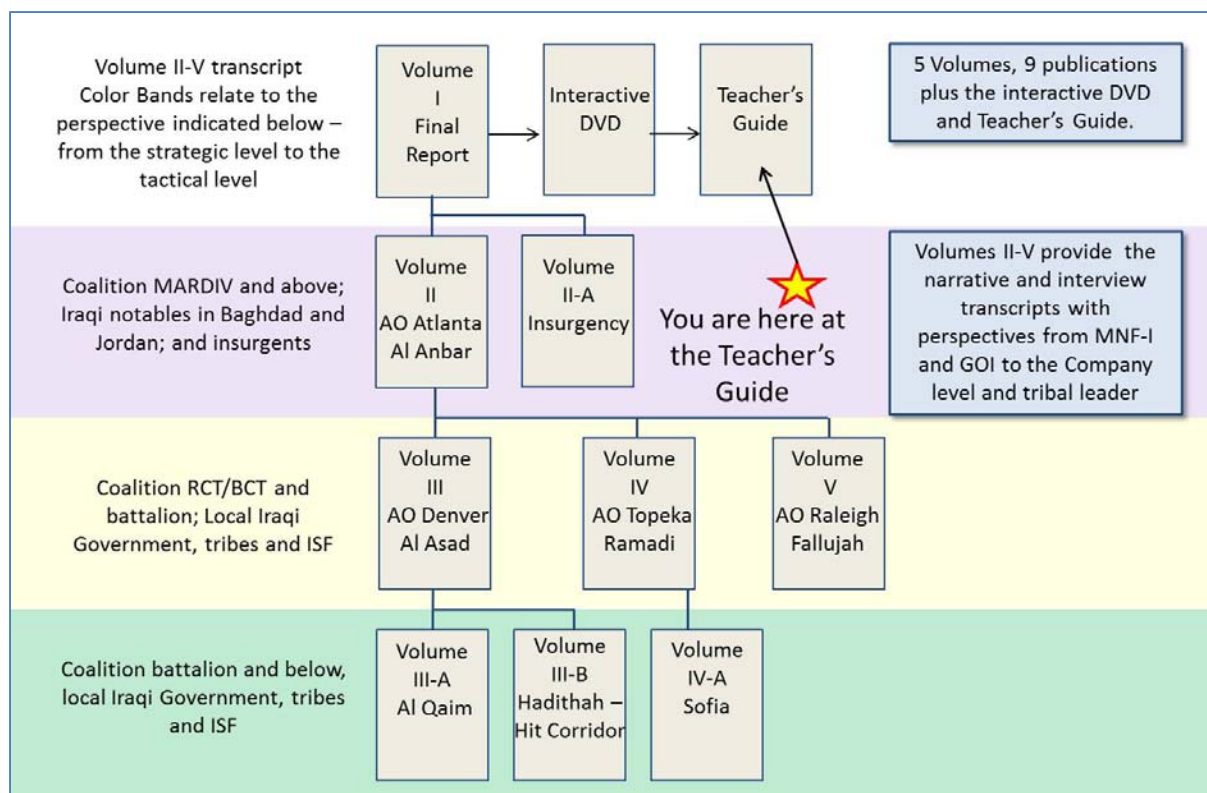 Volume II-V transcript
Color Bands relate to the
perspective indicated below –
from the strategic level to the
tactical level
Volume
I
Final
Report
Interactive
DVD
Teacher's
Guide
5 Volumes, 9 publications
plus the interactive DVD
and Teacher's Guide.
Coalition MARDIV and above;
Iraqi notables in Baghdad and
Jordan; and insurgents
Volume
II
AO Atlanta
Al Anbar
Volume
II-A
Insurgency
You are here at
the Teacher's
Guide
Volumes II-V provide the
narrative and interview
transcripts with
perspectives from MNF-I
and GOI to the Company
level and tribal leader
Coalition RCT/BCT and
battalion; Local Iraqi
Government, tribes and ISF
Volume
III
AO Denver
Al Asad
Volume
IV
AO Topeka
Ramadi
Volume
V
AO Raleigh
Fallujah
Coalition battalion and below,
local Iraqi Government, tribes
and ISF
Volume
III-A
Al Qaim
Volume
III-B
Hadithah –
Hit Corridor
Volume
IV-A
Sofia